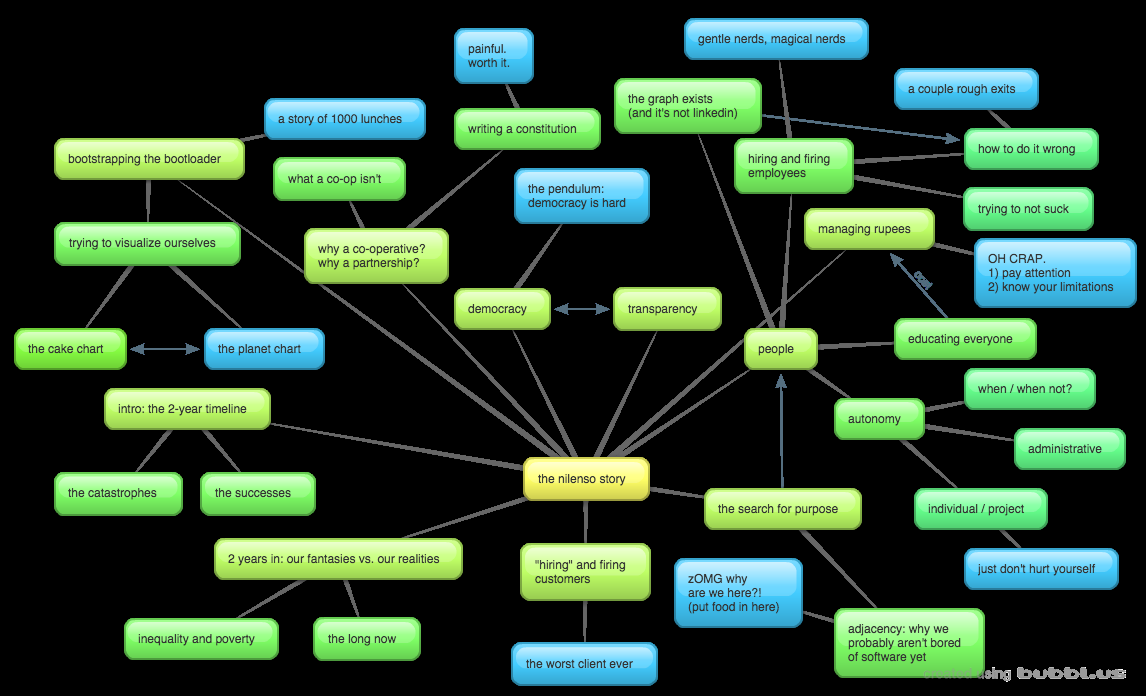 gentle nerds, magical nerds
painful.
worth it.
a couple rough exits
the graph exists
(and it's not linkedin)
a story of 1000 lunches
writing a constitution
how to do it wrong
bootstrapping the bootloader
hiring and firing
employees
what a co-op isn't
the pendulum:
democracy is hard
trying to not suck
managing rupees
trying to visualize ourselves
why a co-operative?
why a partnership?
OH CRAP.
1) pay attention
2) know your limitations
cost
democracy
transparency
educating everyone
the cake chart
the planet chart
people
when / when not?
intro: the 2-year timeline
autonomy
administrative
the nilenso story
the catastrophes
the successes
the search for purpose
individual / project
2 years in: our fantasies vs. our realities
"hiring" and firing
customers
just don't hurt yourself
zOMG why
are we here?!
(put food in here)
inequality and poverty
the long now
adjacency: why we
probably aren't bored
of software yet
the worst client ever
created using bubbl.us